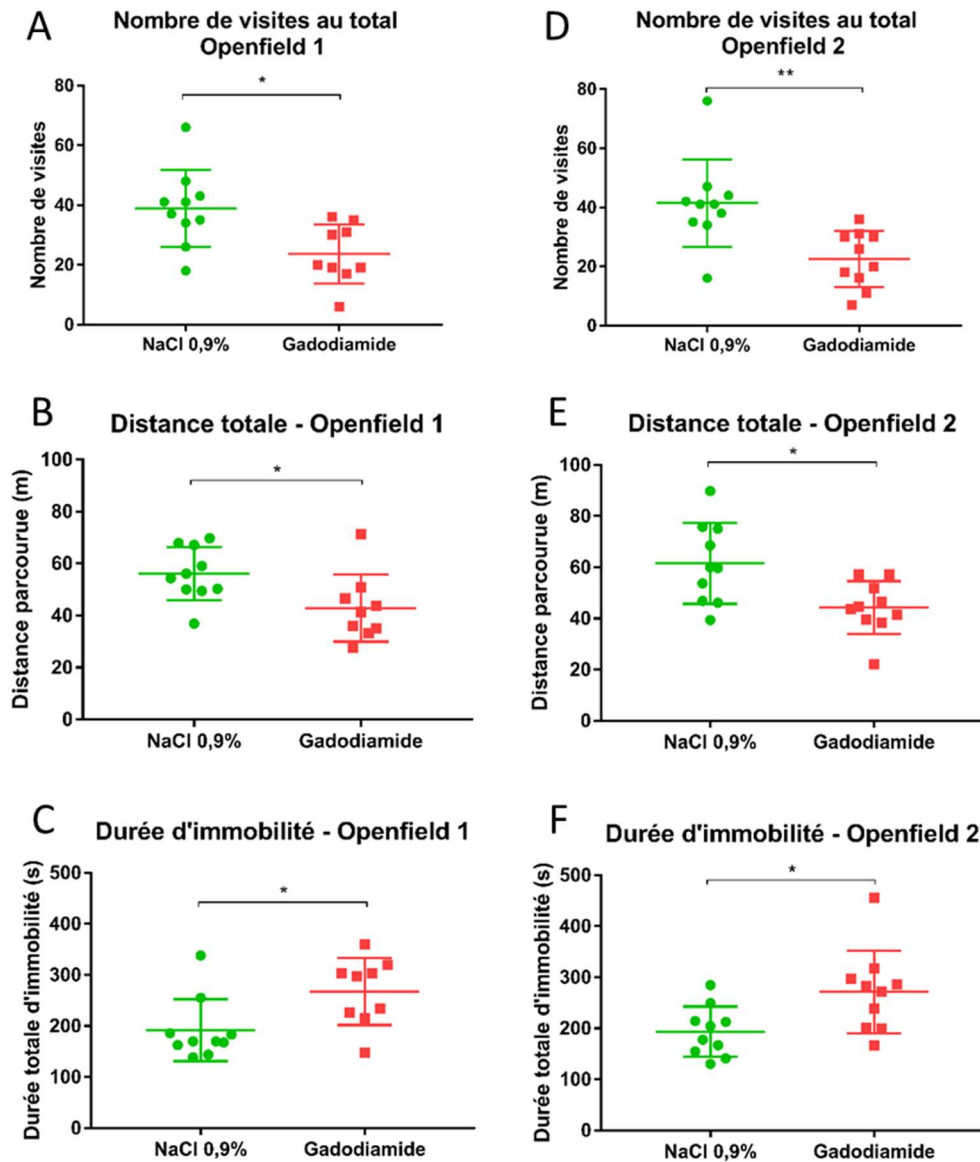 A
Nombre de visites au total
Openfield 1
*
Nombre de visites
80
60
40
20
0
NaCl 0,9%
Gadodiamide
D
Nombre de visites au total
Openfield 2
**
Nombre de visites
80
60
40
20
0
NaCl 0,9%
Gadodiamide
B
Distance totale - Openfield 1
*
Distance parcourue (m)
100
80
60
40
20
0
NaCl 0,9%
Gadodiamide
E
Distance totale - Openfield 2
*
Distance parcourue (m)
100
80
60
40
20
0
NaCl 0,9%
Gadodiamide
C
Durée d'immobilité - Openfield 1
*
Durée totale d'immobilité (s)
500
400
300
200
100
0
NaCl 0,9%
Gadodiamide
F
Durée d'immobilité - Openfield 2
*
Durée totale d'immobilité (s)
500
400
300
200
100
0
NaCl 0,9%
Gadodiamide